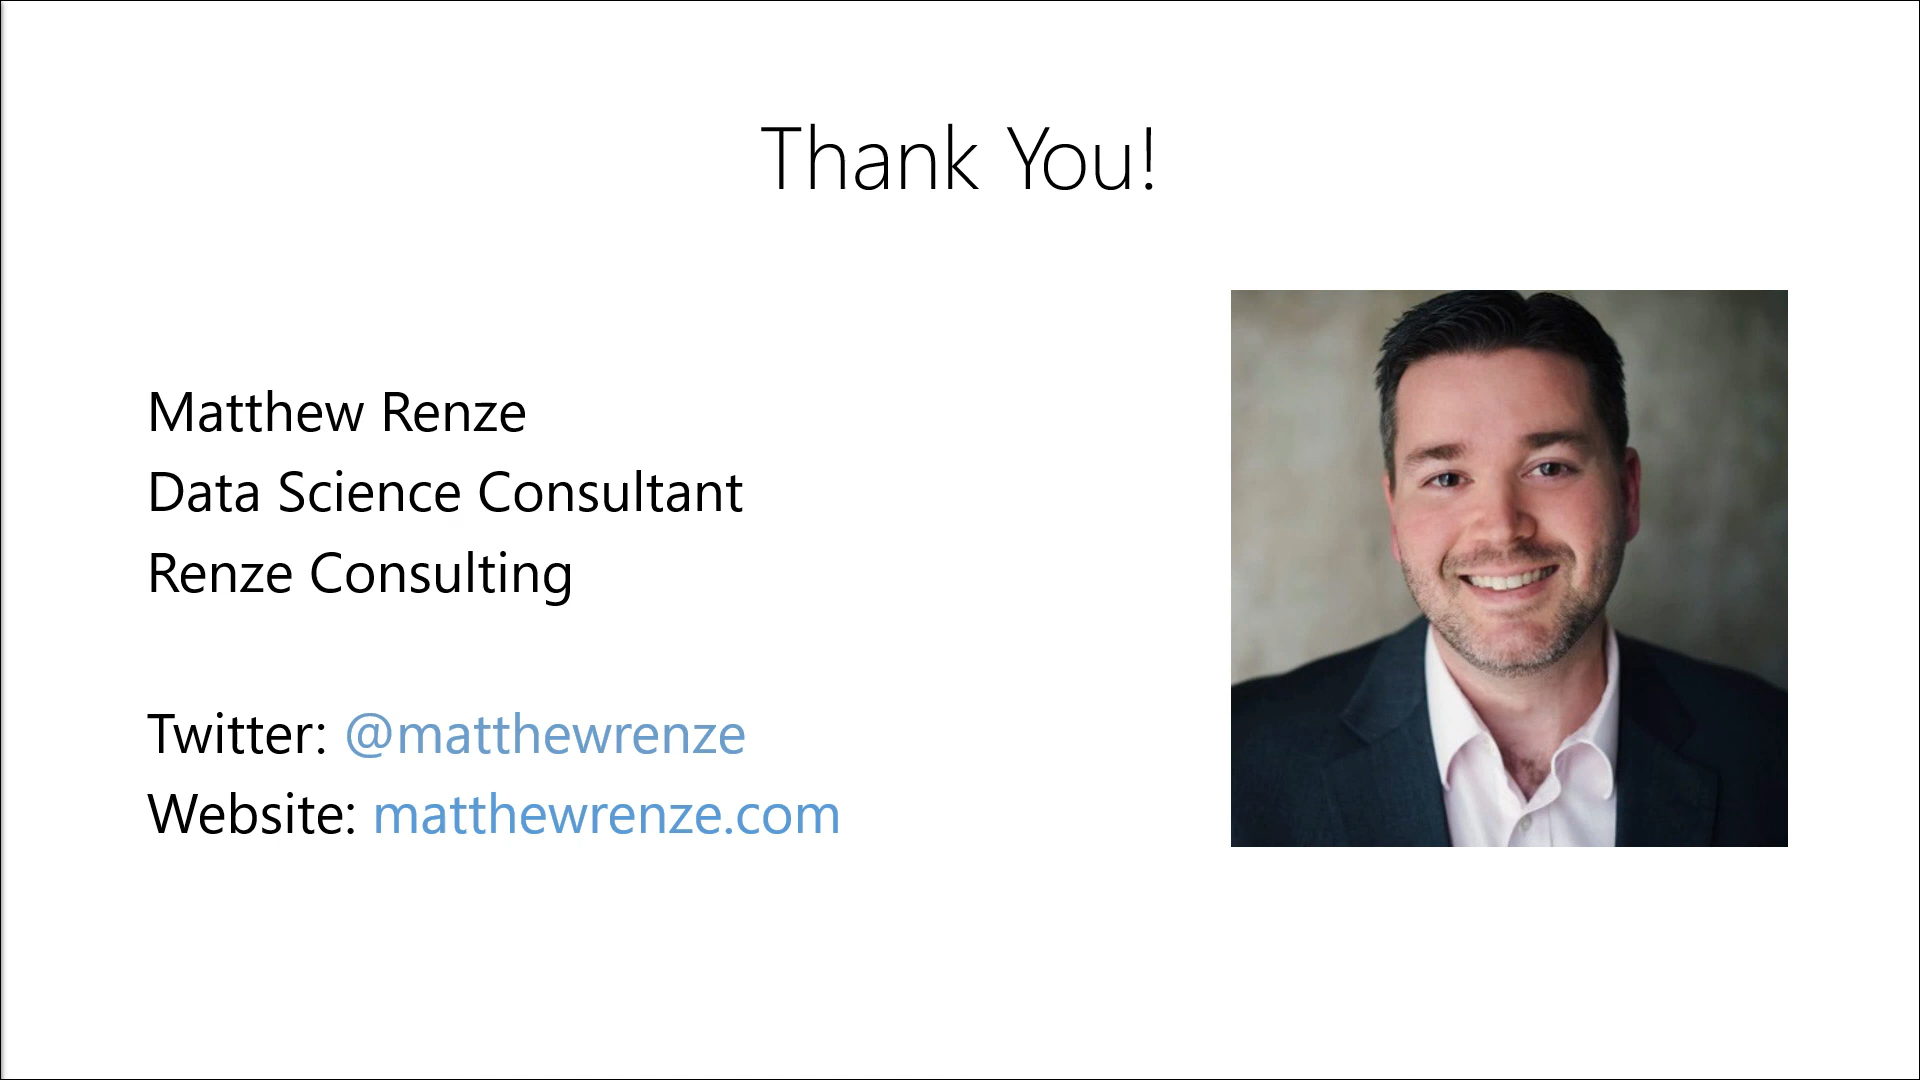 Thank You!
Matthew Renze
Data Science Consultant
Renze Consulting
Twitter: @matthewrenze
Website: matthewrenze.com